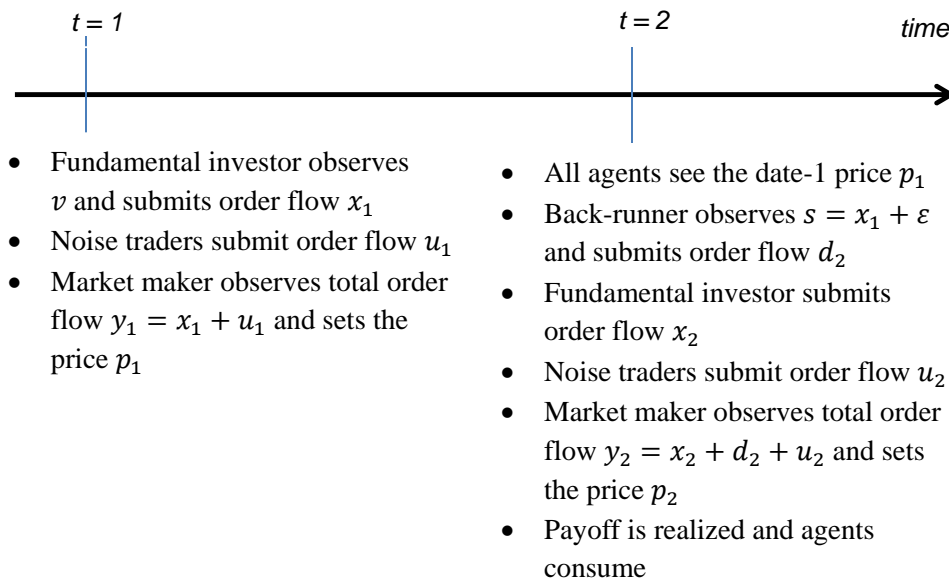 t = 1
t = 2
time
• Fundamental investor observes
v and submits order flow x₁
• Noise traders submit order flow u₁
• Market maker observes total order
flow y₁ = x₁ + u₁ and sets the
price p₁
• All agents see the date-1 price p₁
• Back-runner observes s = x₁ + ε
and submits order flow d₂
• Fundamental investor submits
order flow x₂
• Noise traders submit order flow u₂
• Market maker observes total order
flow y₂ = x₂ + d₂ + u₂ and sets
the price p₂
• Payoff is realized and agents
consume